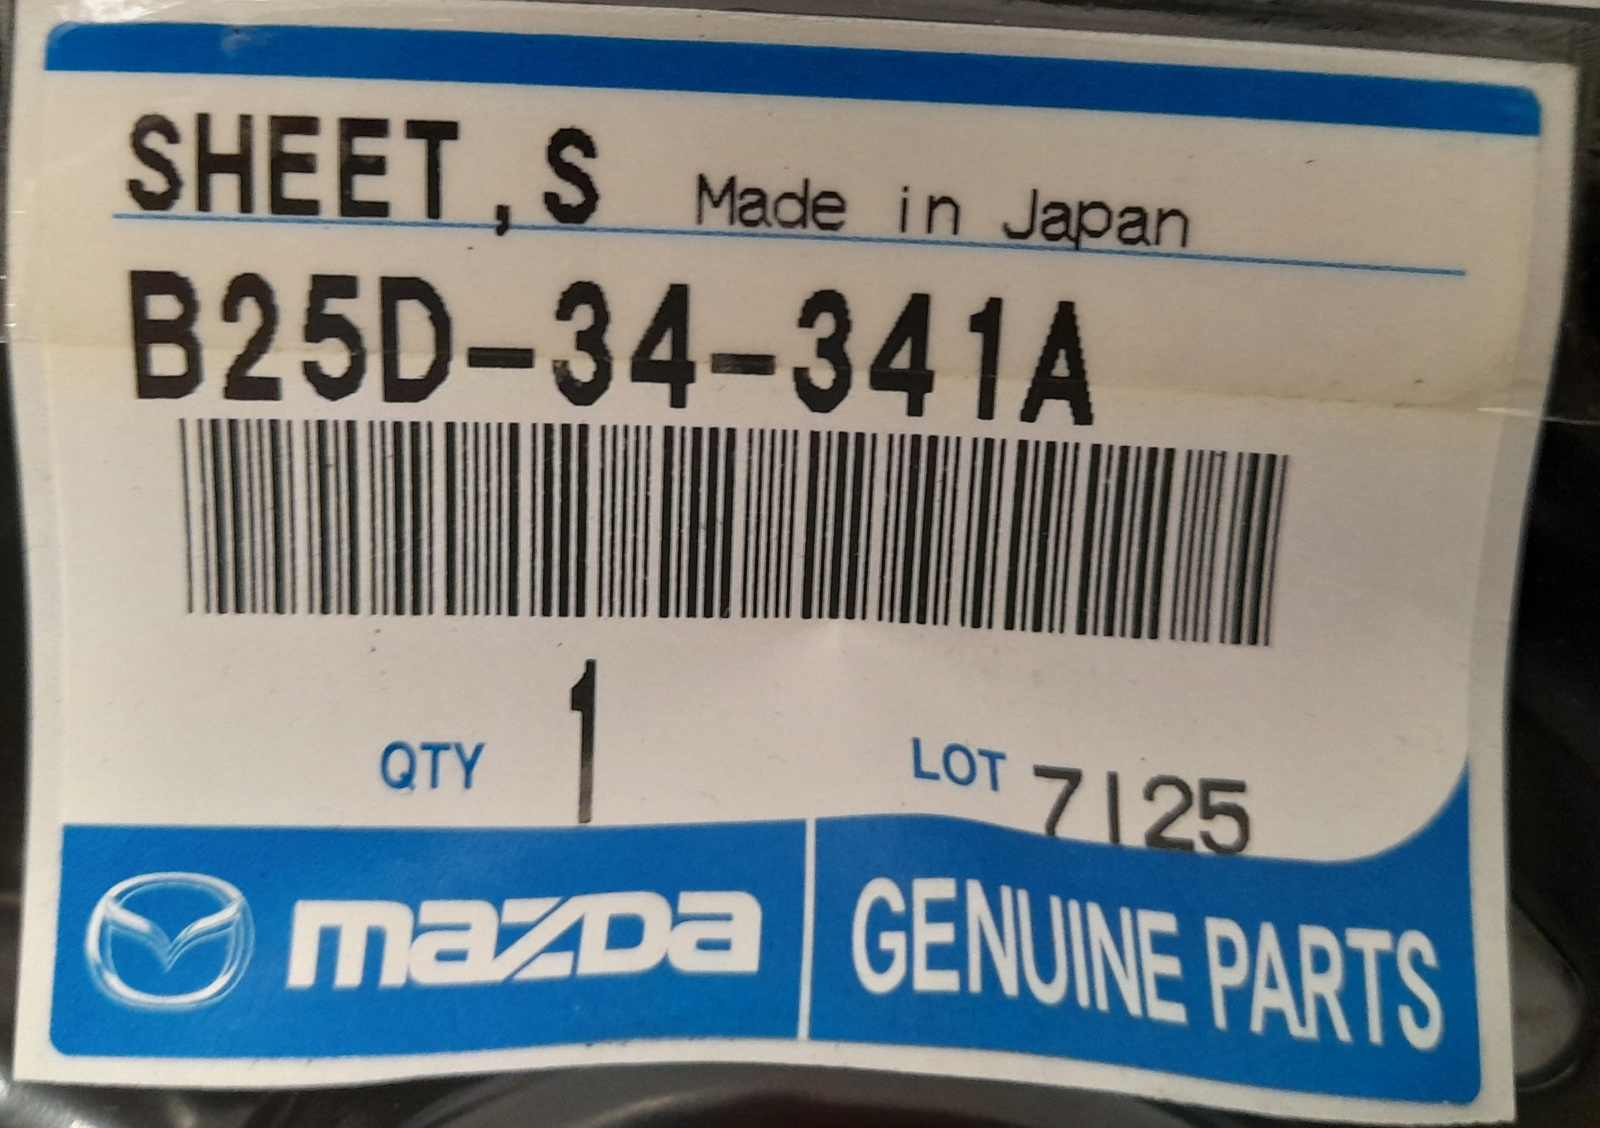 SHEET,S Made in Japan
B25D-34-341A
QTY 1 LOT 7125
mazda GENUINE PARTS